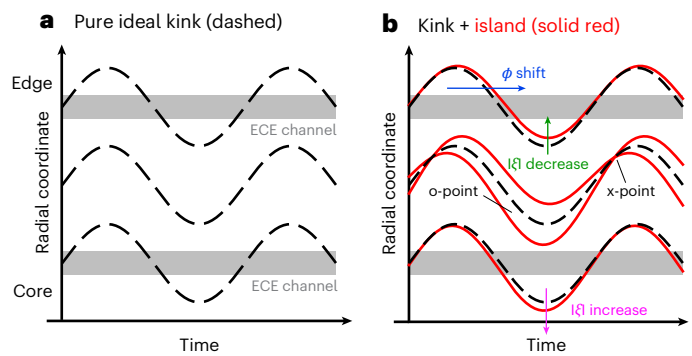 a Pure ideal kink (dashed)
Edge
ECE channel
Radial coordinate
ECE channel
Core
Time
b Kink + island (solid red)
ϕ shift
|ξ| decrease
o-point
x-point
Radial coordinate
|ξ| increase
Time